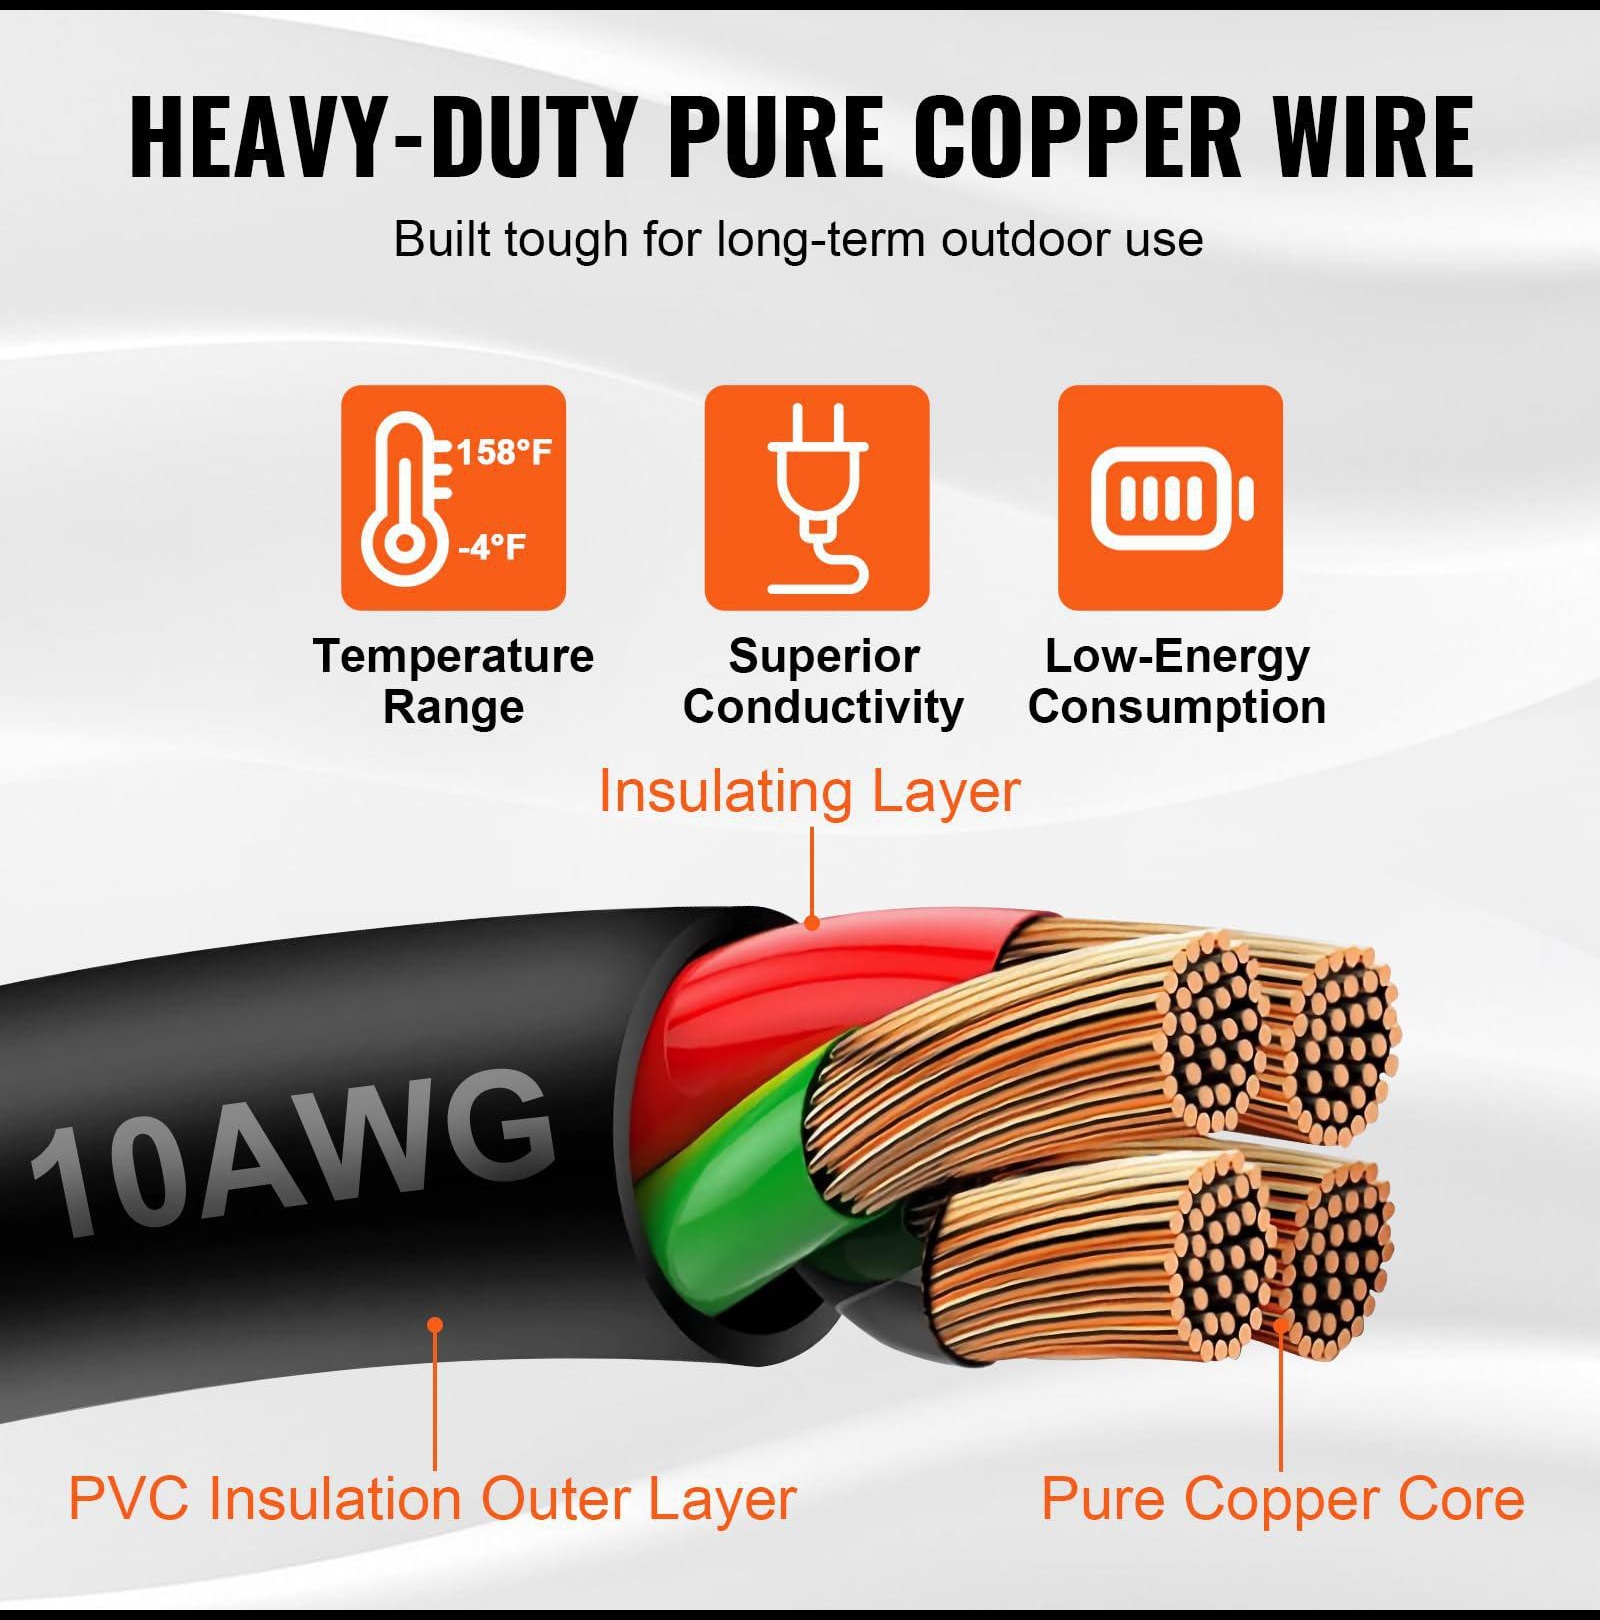 HEAVY-DUTY PURE COPPER WIRE
Built tough for long-term outdoor use
158°F
-4°F
Temperature
Range
Superior
Conductivity
Low-Energy
Consumption
Insulating Layer
10AWG
PVC Insulation Outer Layer
Pure Copper Core